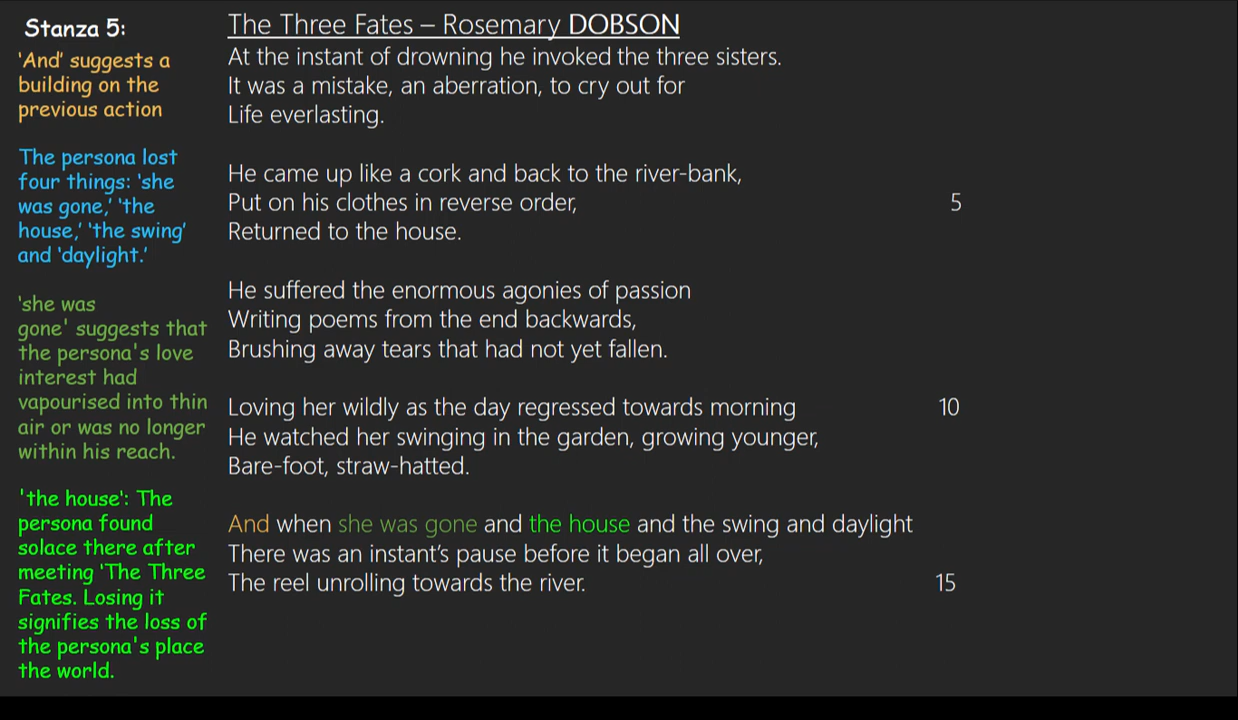 Stanza 5:
'And' suggests a
building on the
previous action
The persona lost
four things: 'she
was gone,' 'the
house,' 'the swing'
and 'daylight.'
'she was
gone' suggests that
the persona's love
interest had
vapourised into thin
air or was no longer
within his reach.
'the house': The
persona found
solace there after
meeting 'The Three
Fates. Losing it
signifies the loss of
the persona's place
the world.
The Three Fates – Rosemary DOBSON
At the instant of drowning he invoked the three sisters.
It was a mistake, an aberration, to cry out for
Life everlasting.
He came up like a cork and back to the river-bank,
Put on his clothes in reverse order, 5
Returned to the house.
He suffered the enormous agonies of passion
Writing poems from the end backwards,
Brushing away tears that had not yet fallen.
Loving her wildly as the day regressed towards morning 10
He watched her swinging in the garden, growing younger,
Bare-foot, straw-hatted.
And when she was gone and the house and the swing and daylight
There was an instant's pause before it began all over,
The reel unrolling towards the river. 15